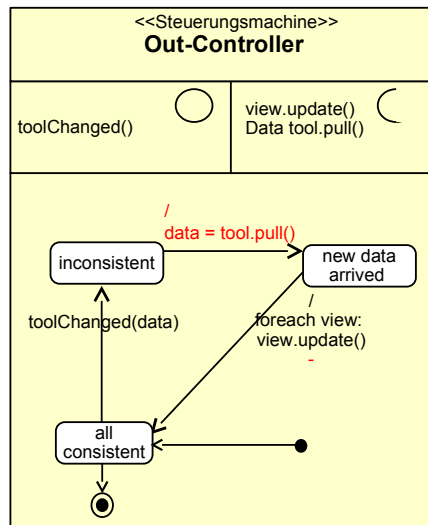 <<Steuerungsmachine>>
Out-Controller
toolChanged()
view.update()
Data tool.pull()
/
data = tool.pull()
inconsistent
new data
arrived
toolChanged(data)
/
foreach view:
view.update()
-
all
consistent